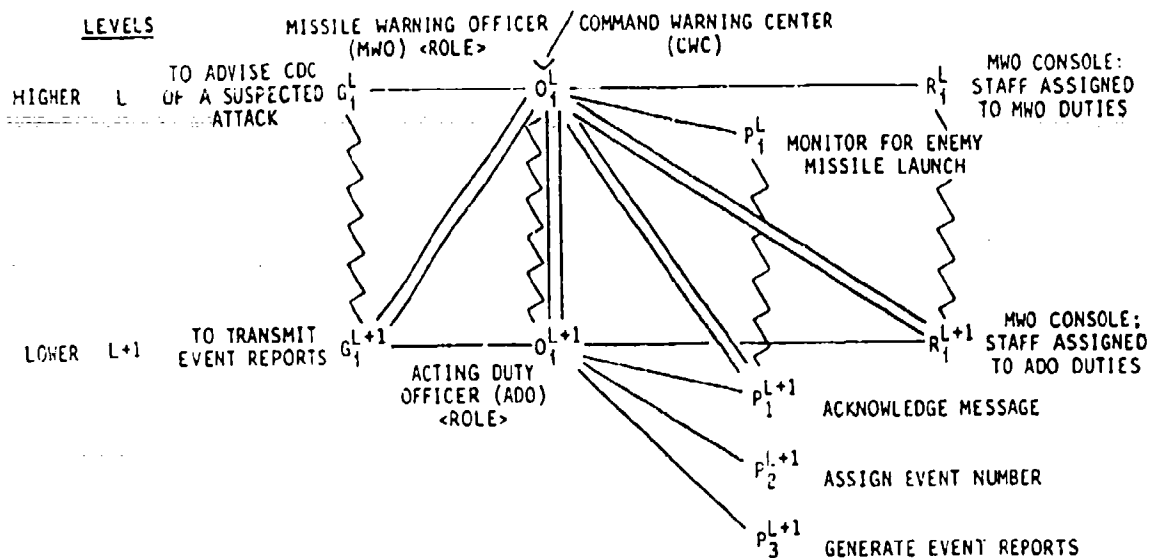 LEVELS
MISSILE WARNING OFFICER
(MWO) <ROLE>
COMMAND WARNING CENTER
(CWC)
HIGHER L
TO ADVISE CDC
OF A SUSPECTED
ATTACK
G₁ᴸ
O₁ᴸ
R₁ᴸ
MWO CONSOLE:
STAFF ASSIGNED
TO MWO DUTIES
P₁ᴸ
MONITOR FOR ENEMY
MISSILE LAUNCH
LOWER L+1
TO TRANSMIT
EVENT REPORTS
G₁ᴸ⁺¹
O₁ᴸ⁺¹
R₁ᴸ⁺¹
MWO CONSOLE;
STAFF ASSIGNED
TO ADO DUTIES
ACTING DUTY
OFFICER (ADO)
<ROLE>
P₁ᴸ⁺¹ ACKNOWLEDGE MESSAGE
P₂ᴸ⁺¹ ASSIGN EVENT NUMBER
P₃ᴸ⁺¹ GENERATE EVENT REPORTS